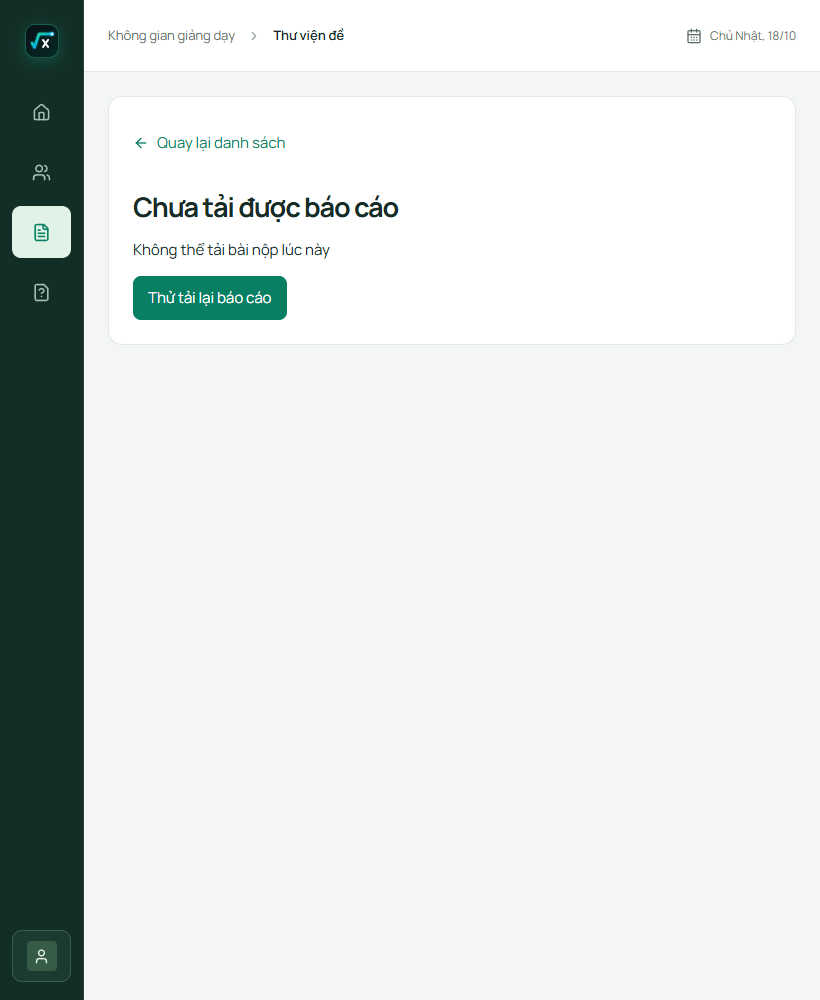 Không gian giảng dạy > Thư viện đề
Chủ Nhật, 18/10
Quay lại danh sách
Chưa tải được báo cáo
Không thể tải bài nộp lúc này
Thử tải lại báo cáo